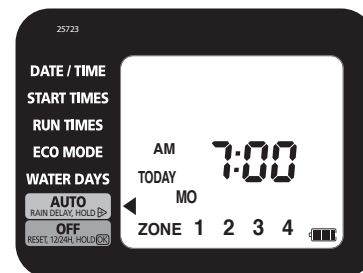 25723
DATE / TIME
START TIMES
RUN TIMES
ECO MODE
WATER DAYS
AUTO
RAIN DELAY, HOLD
OFF
RESET, 12/24H, HOLD OK
AM 7:00
TODAY
MO
ZONE 1 2 3 4